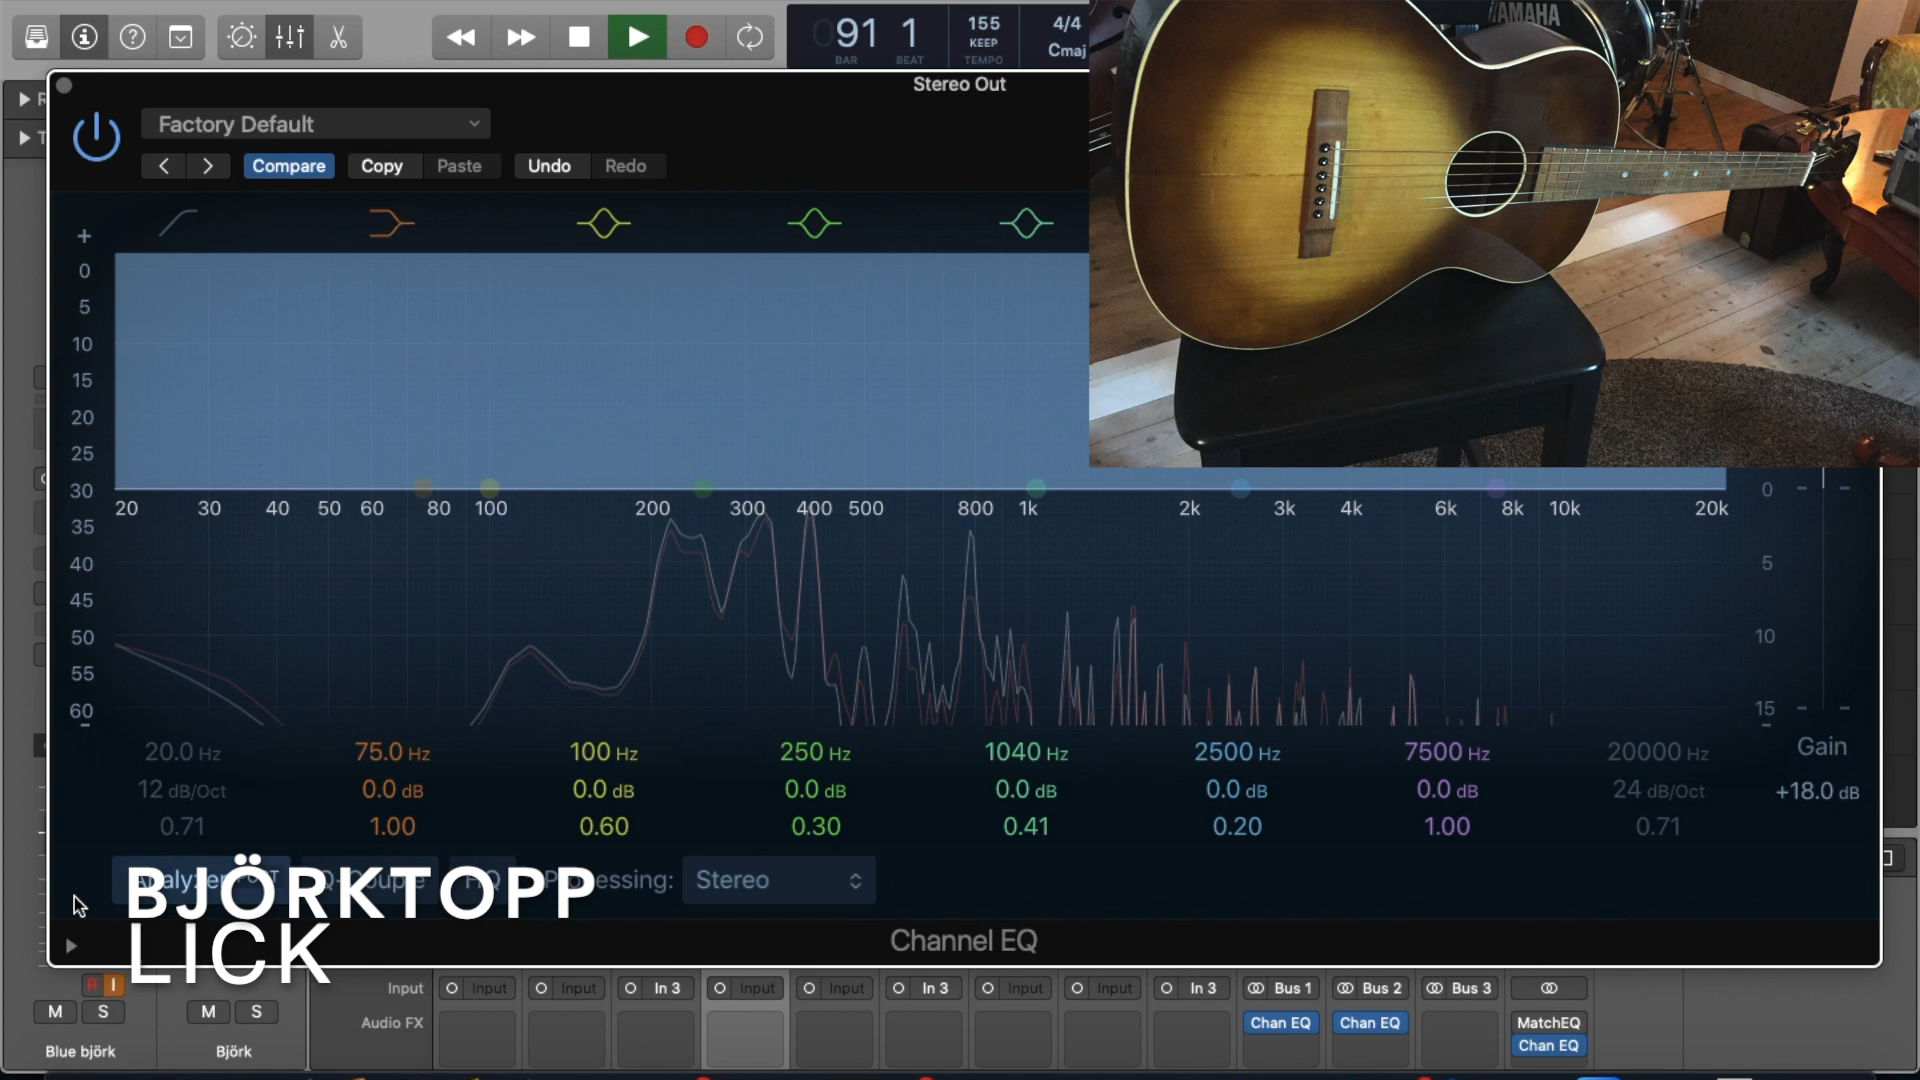 91 1 155 4/4
KEEP Cmaj
BAR BEAT TEMPO
YAMAHA
Stereo Out
Factory Default
Compare Copy Paste Undo Redo
+
0
5
10
15
20
25
30 0
20 30 40 50 60 80 100 200 300 400 500 800 1k 2k 3k 4k 6k 8k 10k 20k
35
40 5
45
50 10
55
60 15
20.0 Hz 75.0 Hz 100 Hz 250 Hz 1040 Hz 2500 Hz 7500 Hz 20000 Hz Gain
12 dB/Oct 0.0 dB 0.0 dB 0.0 dB 0.0 dB 0.0 dB 0.0 dB 24 dB/Oct +18.0 dB
0.71 1.00 0.60 0.30 0.41 0.20 1.00 0.71
Processing: Stereo
BJÖRKTOPP
LICK
Channel EQ
R I Input Input Input In 3 Input Input In 3 Input Input In 3 Bus 1 Bus 2 Bus 3
M S M S Audio FX Chan EQ Chan EQ MatchEQ
Chan EQ
Blue björk Björk